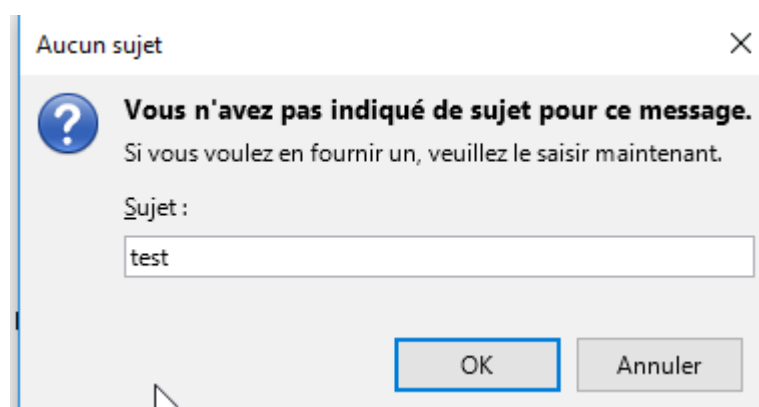 Aucun sujet
Vous n'avez pas indiqué de sujet pour ce message.
Si vous voulez en fournir un, veuillez le saisir maintenant.
Sujet :
test
OK Annuler